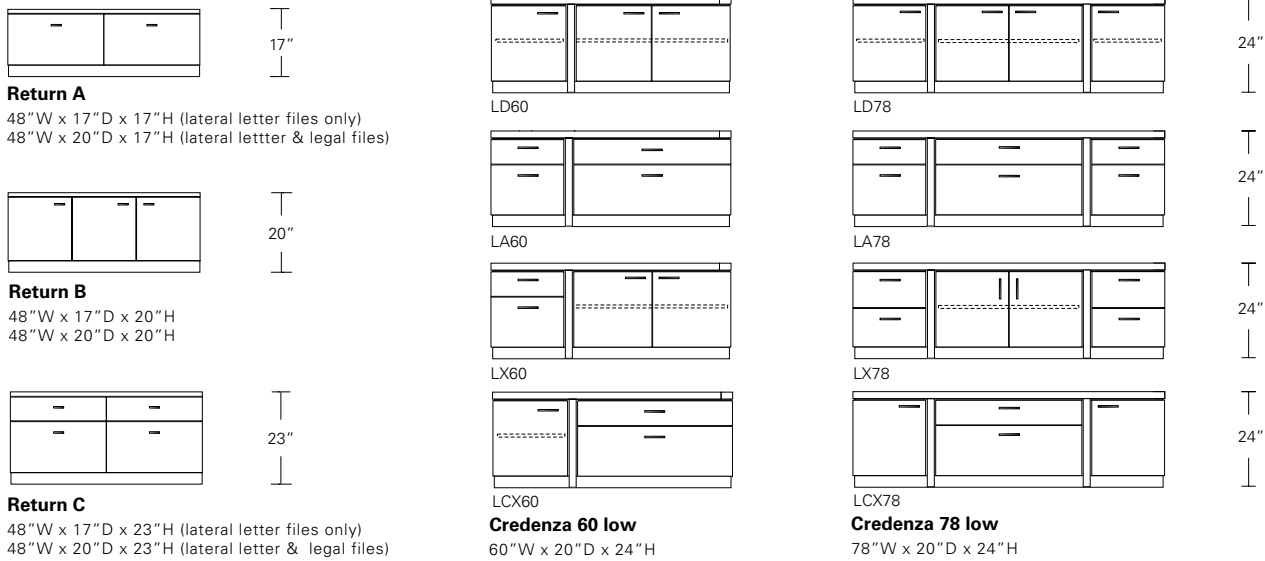 17”
Return A
48”W x 17”D x 17”H (lateral letter files only)
48”W x 20”D x 17”H (lateral lettter & legal files)
20”
Return B
48”W x 17”D x 20”H
48”W x 20”D x 20”H
23”
Return C
48”W x 17”D x 23”H (lateral letter files only)
48”W x 20”D x 23”H (lateral letter & legal files)
LD60
LA60
LX60
LCX60
Credenza 60 low
60”W x 20”D x 24”H
24”
LD78
24”
LA78
24”
LX78
24”
LCX78
Credenza 78 low
78”W x 20”D x 24”H